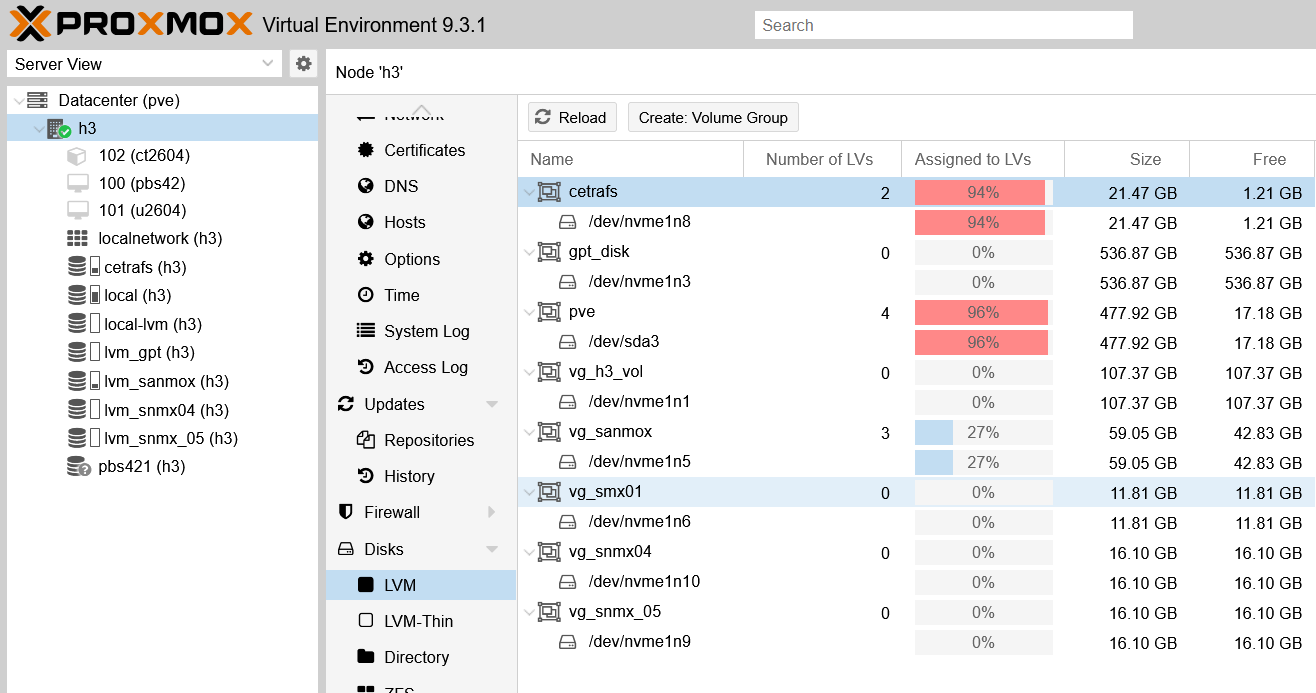 PROXMOX Virtual Environment 9.3.1
Search
Server View
Datacenter (pve)
h3
102 (ct2604)
100 (pbs42)
101 (u2604)
localnetwork (h3)
cetrafs (h3)
local (h3)
local-lvm (h3)
lvm_gpt (h3)
lvm_sanmox (h3)
lvm_snmx04 (h3)
lvm_snmx_05 (h3)
pbs421 (h3)
Node 'h3'
Network
Certificates
DNS
Hosts
Options
Time
System Log
Access Log
Updates
Repositories
History
Firewall
Disks
LVM
LVM-Thin
Directory
ZFS
Reload
Create: Volume Group
Name Number of LVs Assigned to LVs Size Free
cetrafs 2 94% 21.47 GB 1.21 GB
/dev/nvme1n8 94% 21.47 GB 1.21 GB
gpt_disk 0 0% 536.87 GB 536.87 GB
/dev/nvme1n3 0% 536.87 GB 536.87 GB
pve 4 96% 477.92 GB 17.18 GB
/dev/sda3 96% 477.92 GB 17.18 GB
vg_h3_vol 0 0% 107.37 GB 107.37 GB
/dev/nvme1n1 0% 107.37 GB 107.37 GB
vg_sanmox 3 27% 59.05 GB 42.83 GB
/dev/nvme1n5 27% 59.05 GB 42.83 GB
vg_smx01 0 0% 11.81 GB 11.81 GB
/dev/nvme1n6 0% 11.81 GB 11.81 GB
vg_snmx04 0 0% 16.10 GB 16.10 GB
/dev/nvme1n10 0% 16.10 GB 16.10 GB
vg_snmx_05 0 0% 16.10 GB 16.10 GB
/dev/nvme1n9 0% 16.10 GB 16.10 GB